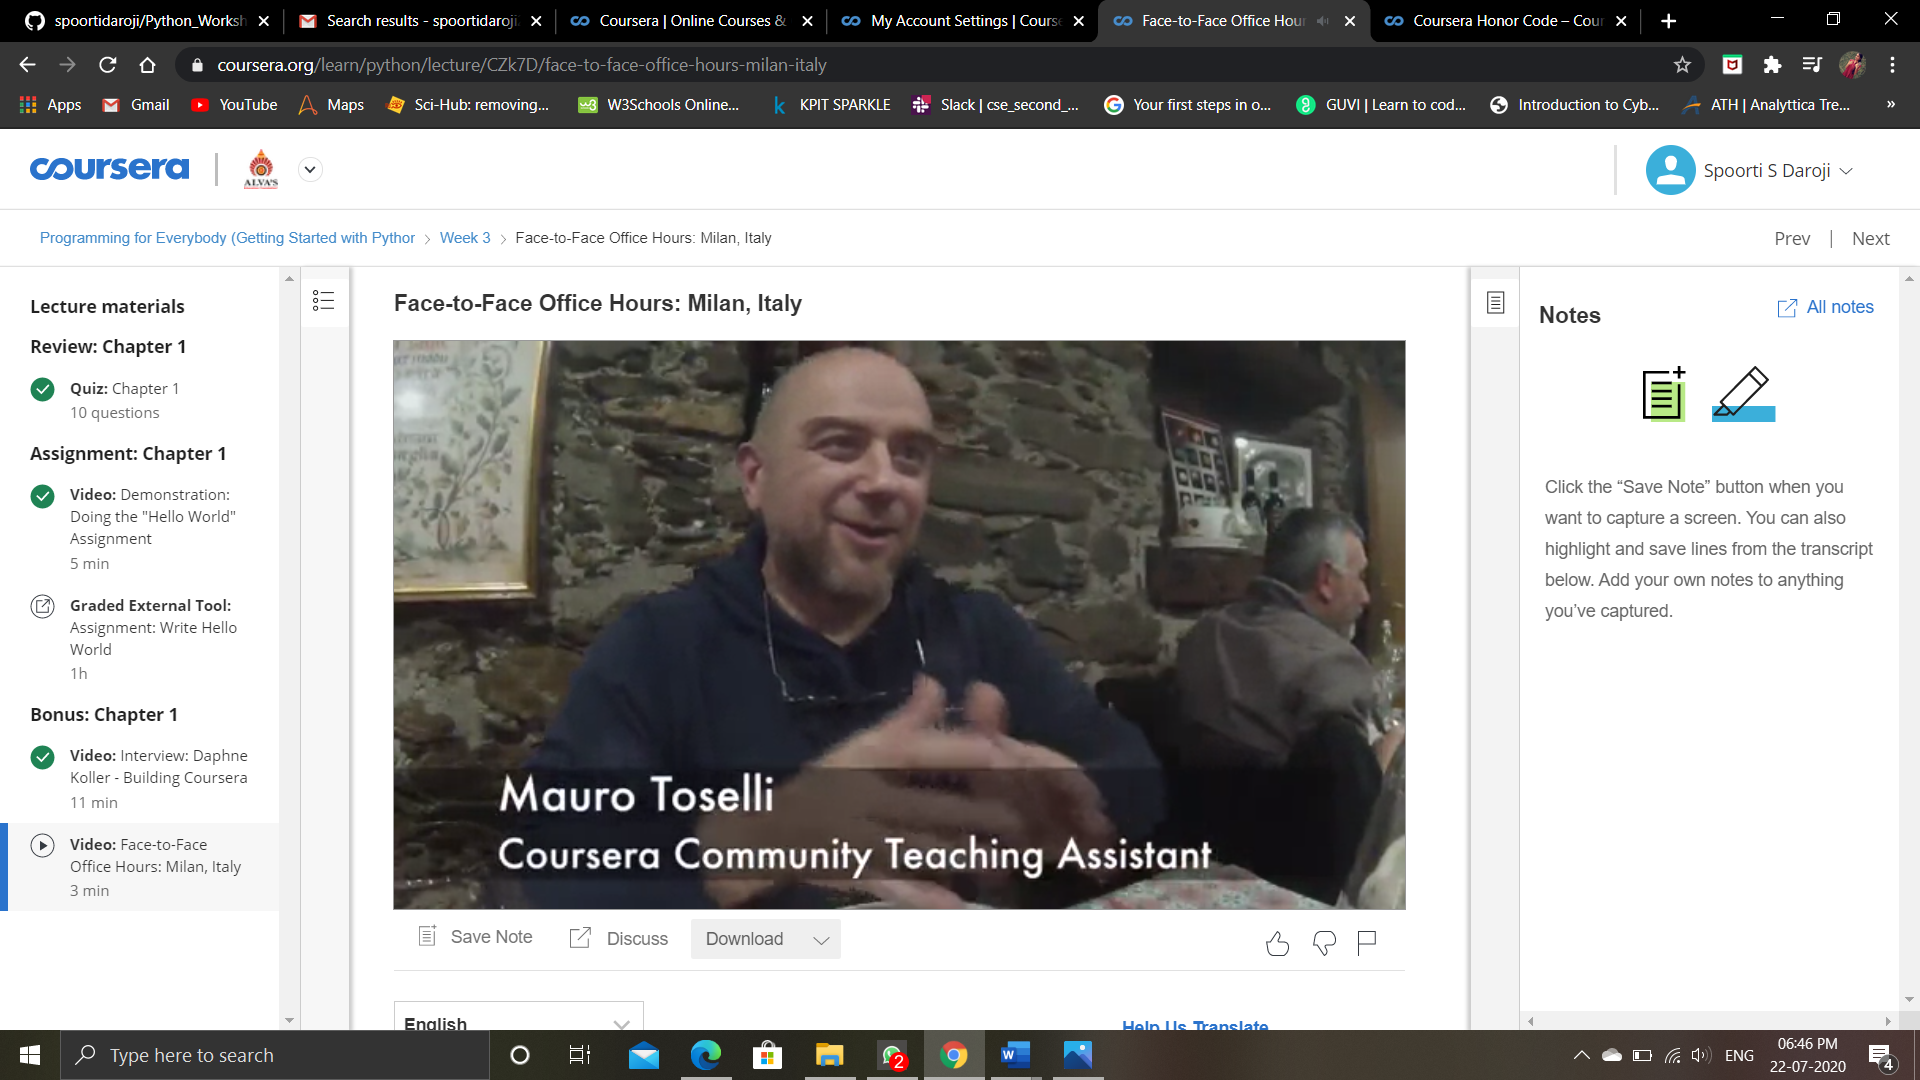 spoortidaroji/Python_Worksh
Search results - spoortidaroji
Coursera | Online Courses &
My Account Settings | Course
Face-to-Face Office Hour
Coursera Honor Code – Cour
coursera.org/learn/python/lecture/CZk7D/face-to-face-office-hours-milan-italy
Apps
Gmail
YouTube
Maps
Sci-Hub: removing...
W3Schools Online...
KPIT SPARKLE
Slack | cse_second_...
Your first steps in o...
GUVI | Learn to cod...
Introduction to Cyb...
ATH | Analyttica Tre...
»
coursera
ALVA'S
Spoorti S Daroji
Programming for Everybody (Getting Started with Python
Week 3
Face-to-Face Office Hours: Milan, Italy
Prev | Next
Lecture materials
Review: Chapter 1
Quiz: Chapter 1
10 questions
Assignment: Chapter 1
Video: Demonstration:
Doing the "Hello World"
Assignment
5 min
Graded External Tool:
Assignment: Write Hello
World
1h
Bonus: Chapter 1
Video: Interview: Daphne
Koller - Building Coursera
11 min
Video: Face-to-Face
Office Hours: Milan, Italy
3 min
Face-to-Face Office Hours: Milan, Italy
Mauro Toselli
Coursera Community Teaching Assistant
Save Note
Discuss
Download
English
Help Us Translate
Notes
All notes
Click the “Save Note” button when you
want to capture a screen. You can also
highlight and save lines from the transcript
below. Add your own notes to anything
you’ve captured.
Type here to search
2
W
ENG
06:46 PM
22-07-2020
4